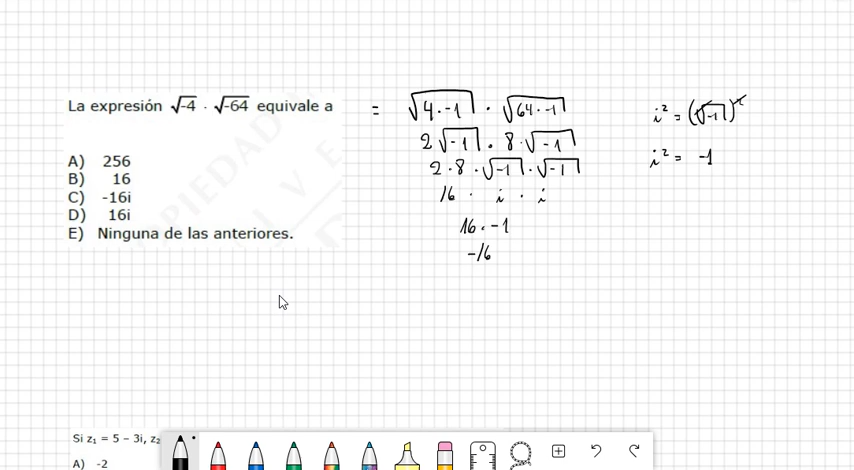 La expresión √-4 · √-64 equivale a
A) 256
B) 16
C) -16i
D) 16i
E) Ninguna de las anteriores.
= √4·-1 · √64·-1
2√-1 · 8·√-1
2·8·√-1·√-1
16 · i · i
16·-1
-16
i² = (√-1)²
i² = -1
Si z₁ = 5 – 3i, z₂
A) -2